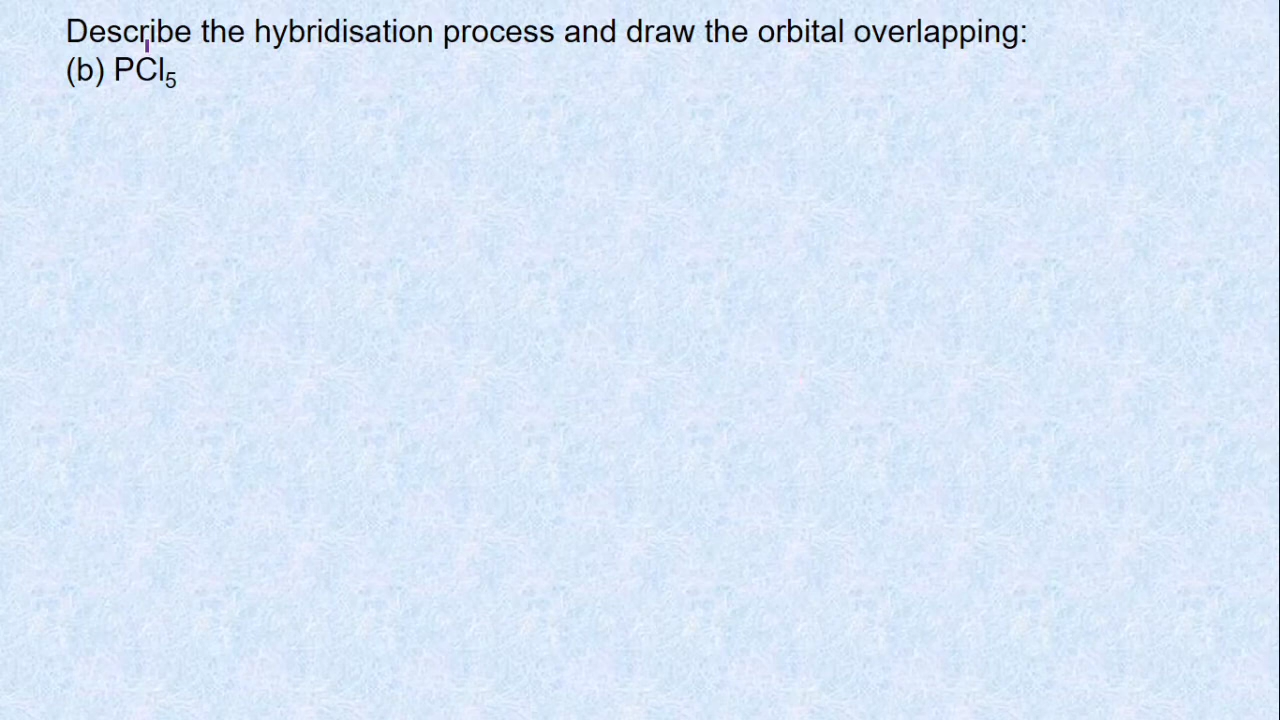 Describe the hybridisation process and draw the orbital overlapping:
(b) PCl₅